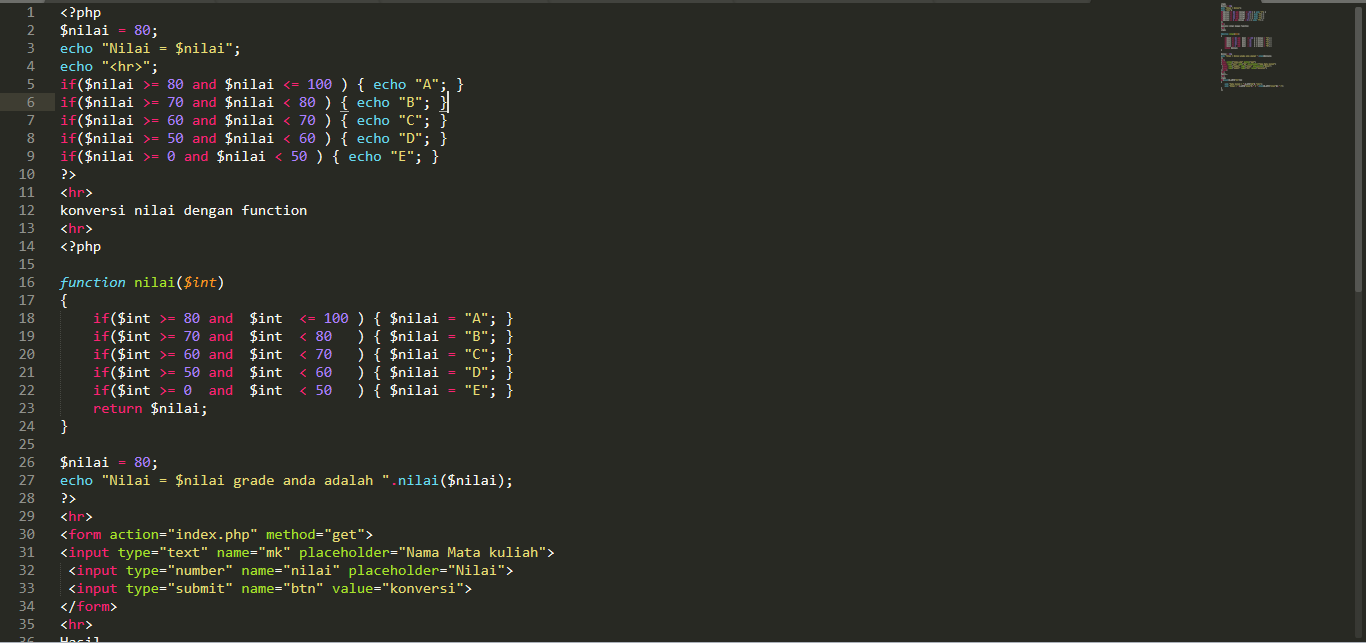 1 <?php
2 $nilai = 80;
3 echo "Nilai = $nilai";
4 echo "<hr>";
5 if($nilai >= 80 and $nilai <= 100 ) { echo "A"; }
6 if($nilai >= 70 and $nilai < 80 ) { echo "B"; }
7 if($nilai >= 60 and $nilai < 70 ) { echo "C"; }
8 if($nilai >= 50 and $nilai < 60 ) { echo "D"; }
9 if($nilai >= 0 and $nilai < 50 ) { echo "E"; }
10 ?>
11 <hr>
12 konversi nilai dengan function
13 <hr>
14 <?php
15
16 function nilai($int)
17 {
18     if($int >= 80 and  $int  <= 100 ) { $nilai = "A"; }
19     if($int >= 70 and  $int  < 80   ) { $nilai = "B"; }
20     if($int >= 60 and  $int  < 70   ) { $nilai = "C"; }
21     if($int >= 50 and  $int  < 60   ) { $nilai = "D"; }
22     if($int >= 0  and  $int  < 50   ) { $nilai = "E"; }
23     return $nilai;
24 }
25
26 $nilai = 80;
27 echo "Nilai = $nilai grade anda adalah ".nilai($nilai);
28 ?>
29 <hr>
30 <form action="index.php" method="get">
31 <input type="text" name="mk" placeholder="Nama Mata kuliah">
32  <input type="number" name="nilai" placeholder="Nilai">
33  <input type="submit" name="btn" value="konversi">
34 </form>
35 <hr>
36 Hasil